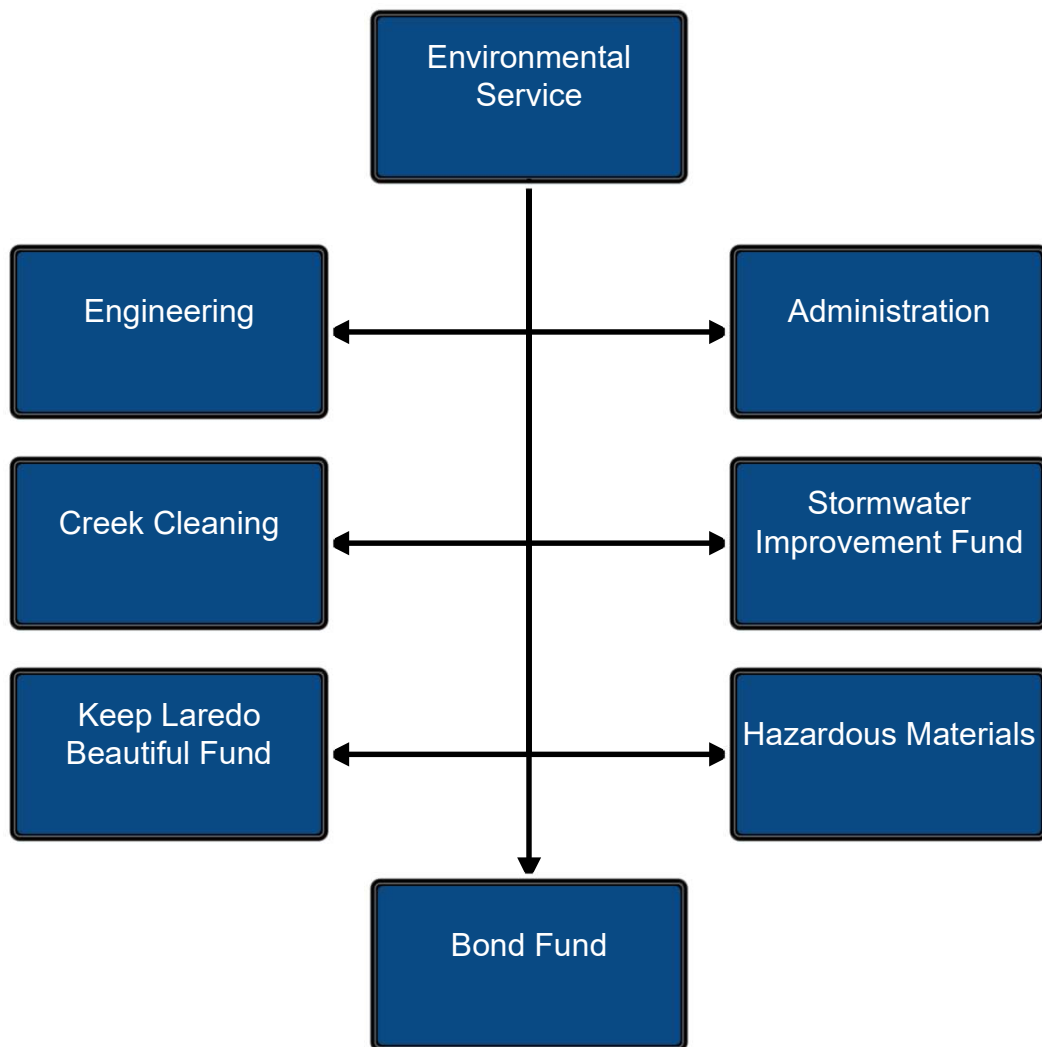 Environmental
Service
Engineering
Administration
Creek Cleaning
Stormwater
Improvement Fund
Keep Laredo
Beautiful Fund
Hazardous Materials
Bond Fund